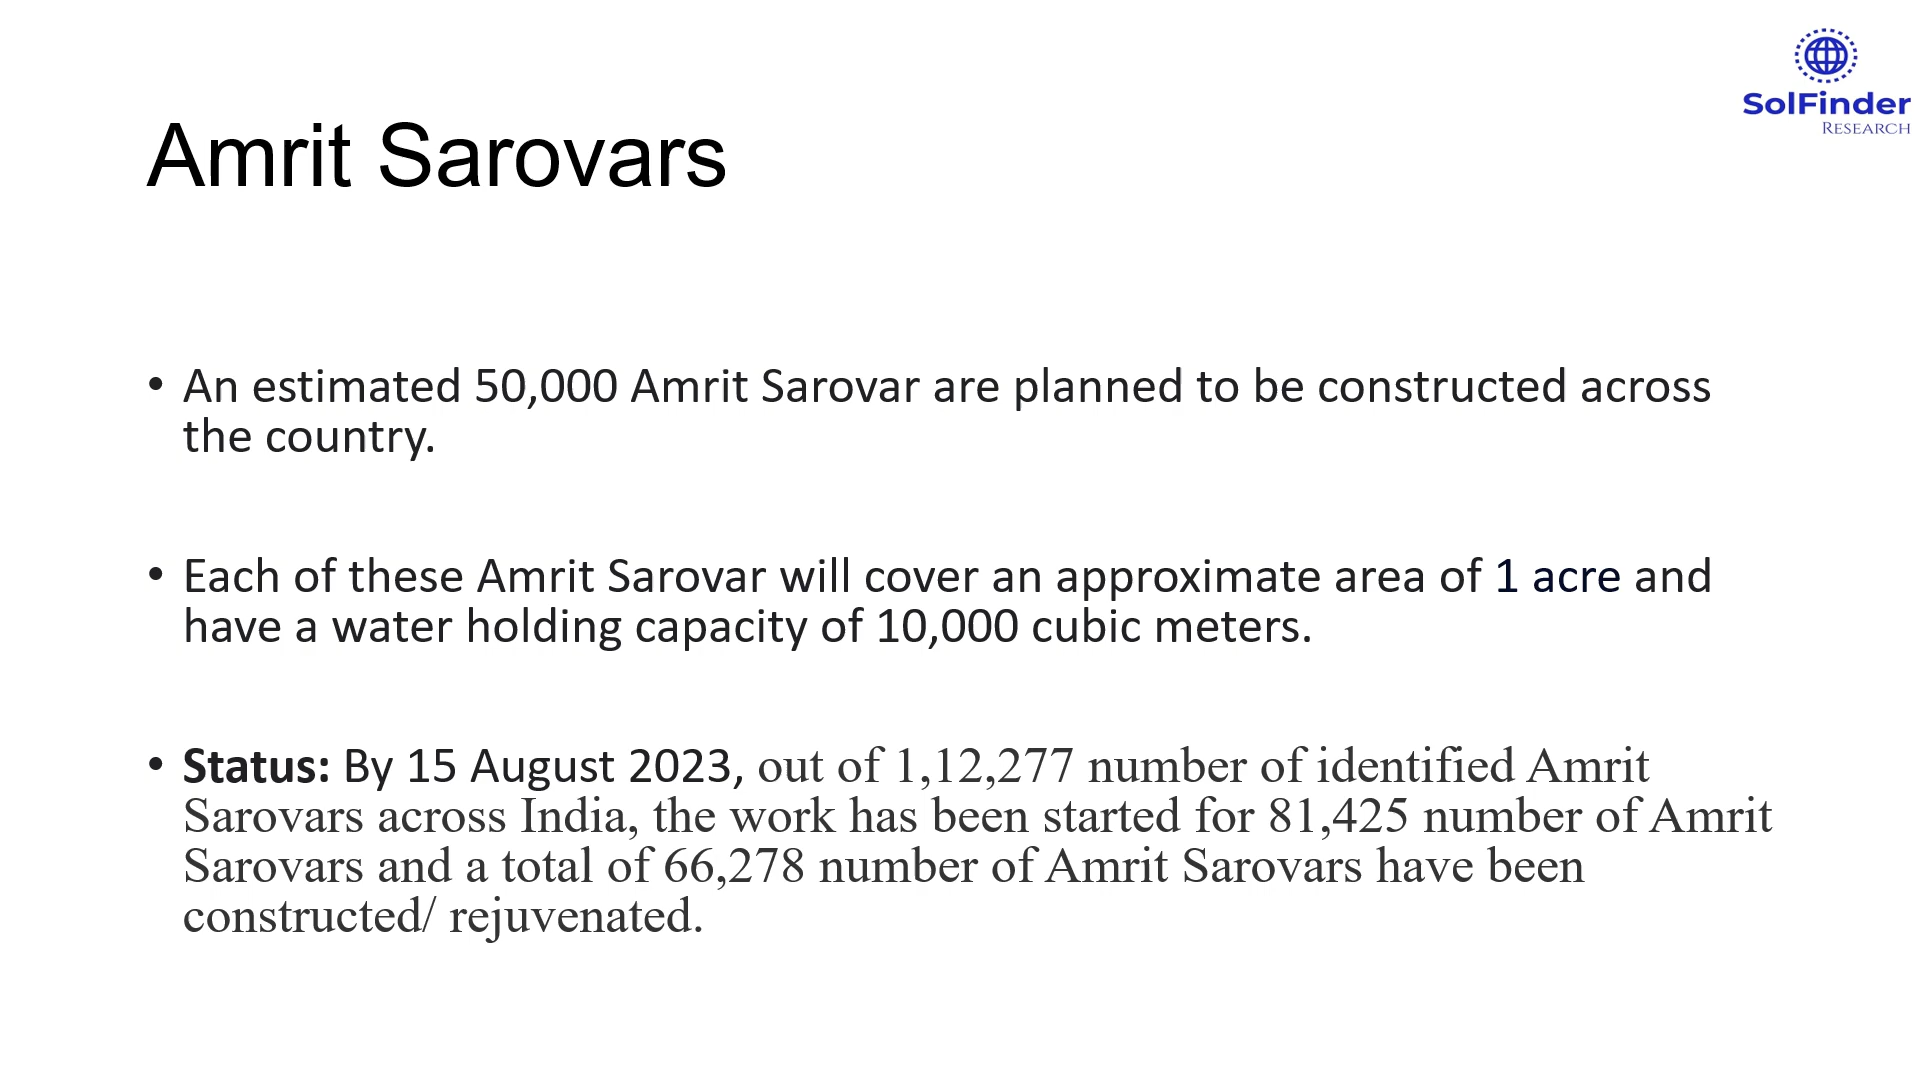 SolFinder
RESEARCH
Amrit Sarovars
• An estimated 50,000 Amrit Sarovar are planned to be constructed across
the country.
• Each of these Amrit Sarovar will cover an approximate area of 1 acre and
have a water holding capacity of 10,000 cubic meters.
• Status: By 15 August 2023, out of 1,12,277 number of identified Amrit
Sarovars across India, the work has been started for 81,425 number of Amrit
Sarovars and a total of 66,278 number of Amrit Sarovars have been
constructed/ rejuvenated.